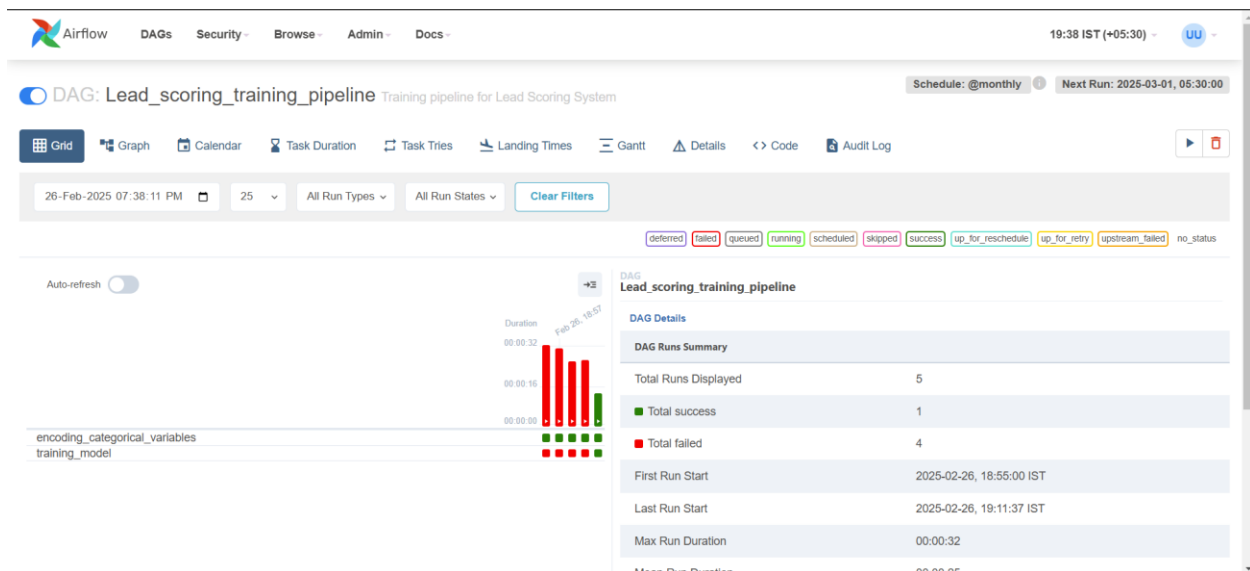 Airflow DAGs Security Browse Admin Docs 19:38 IST (+05:30) UU
DAG: Lead_scoring_training_pipeline Training pipeline for Lead Scoring System
Schedule: @monthly Next Run: 2025-03-01, 05:30:00
Grid Graph Calendar Task Duration Task Tries Landing Times Gantt Details Code Audit Log
26-Feb-2025 07:38:11 PM 25 All Run Types All Run States Clear Filters
deferred failed queued running scheduled skipped success up_for_reschedule up_for_retry upstream_failed no_status
Auto-refresh
Duration
Feb 26, 18:57
00:00:32
00:00:16
00:00:00
encoding_categorical_variables
training_model
DAG
Lead_scoring_training_pipeline
DAG Details
DAG Runs Summary
Total Runs Displayed 5
Total success 1
Total failed 4
First Run Start 2025-02-26, 18:55:00 IST
Last Run Start 2025-02-26, 19:11:37 IST
Max Run Duration 00:00:32
Mean Run Duration